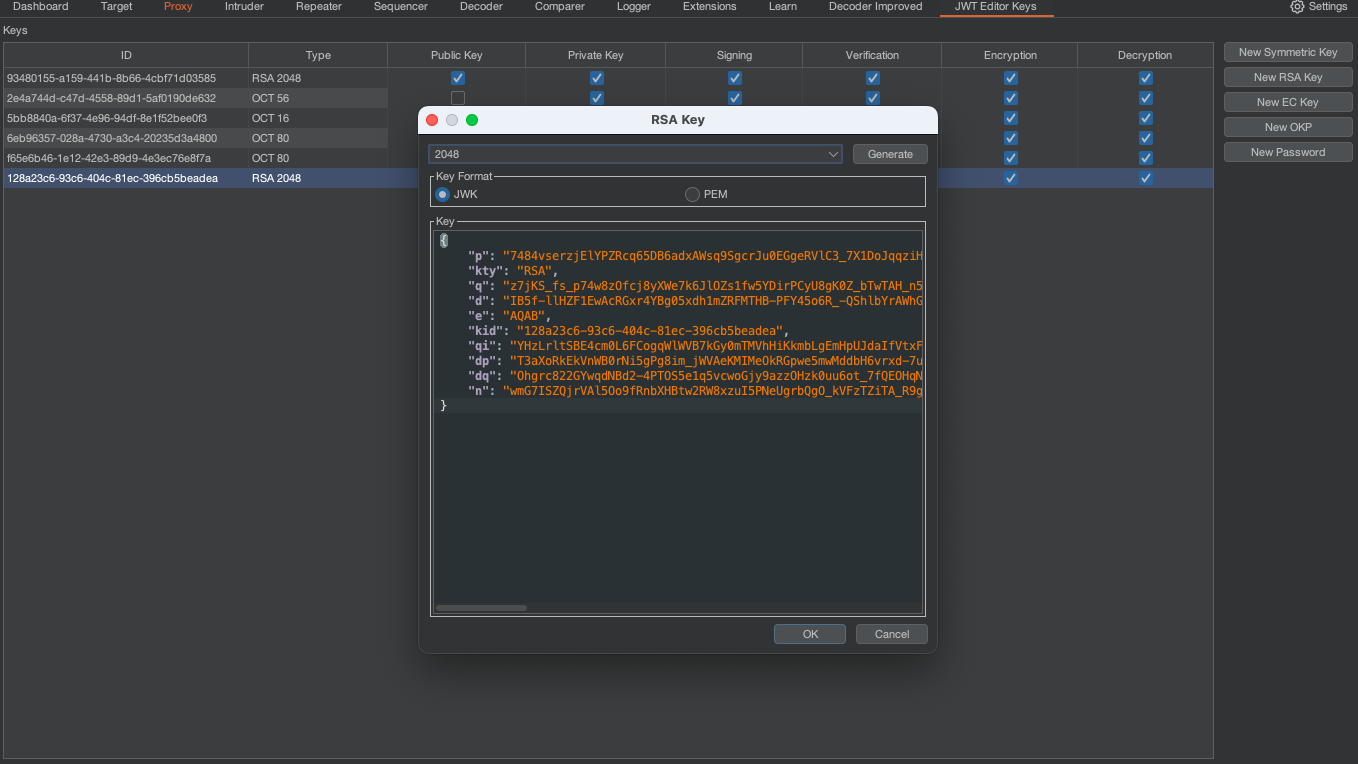 Dashboard Target Proxy Intruder Repeater Sequencer Decoder Comparer Logger Extensions Learn Decoder Improved JWT Editor Keys Settings
Keys
ID Type Public Key Private Key Signing Verification Encryption Decryption
93480155-a159-441b-8b66-4cbf71d03585 RSA 2048
2e4a744d-c47d-4558-89d1-5af0190de632 OCT 56
5bb8840a-6f37-4e96-94df-8e1f52bee0f3 OCT 16
6eb96357-028a-4730-a3c4-20235d3a4800 OCT 80
f65e6b46-1e12-42e3-89d9-4e3ec76e8f7a OCT 80
128a23c6-93c6-404c-81ec-396cb5beadea RSA 2048
New Symmetric Key
New RSA Key
New EC Key
New OKP
New Password
RSA Key
2048 Generate
Key Format
JWK PEM
Key
{
"p": "7484vserzjElYPZRcq65DB6adxAWsq9SgcrJu0EGgeRVlC3_7X1DoJqqziH
"kty": "RSA",
"q": "z7jKS_fs_p74w8zOfcj8yXWe7k6JlOZs1fw5YDirPCyU8gK0Z_bTwTAH_n5
"d": "IB5f-llHZF1EwAcRGxr4YBg05xdh1mZRFMTHB-PFY45o6R_-QShlbYrAWhG
"e": "AQAB",
"kid": "128a23c6-93c6-404c-81ec-396cb5beadea",
"qi": "YHzLrltSBE4cm0L6FCogqWlWVB7kGy0mTMVhHiKkmbLgEmHpUJdaIfVtxF
"dp": "T3aXoRkEkVnWB0rNi5gPg8im_jWVAeKMIMeOkRGpwe5mwMddbH6vrxd-7u
"dq": "Ohgrc822GYwqdNBd2-4PTOS5e1q5vcwoGjy9azzOHzk0uu6ot_7fQEOHqN
"n": "wmG7ISZQjrVAl5Oo9fRnbXHBtw2RW8xzuI5PNeUgrbQgO_kVFzTZiTA_R9g
}
OK Cancel